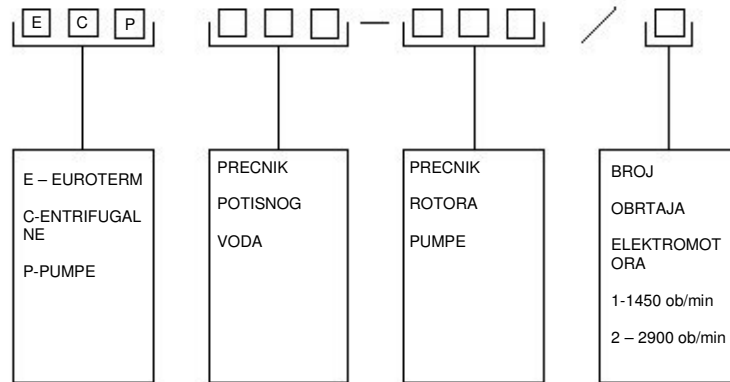 E C P — /
E – EUROTERM
C-ENTRIFUGAL
NE
P-PUMPE
PRECNIK
POTISNOG
VODA
PRECNIK
ROTORA
PUMPE
BROJ
OBRTAJA
ELEKTROMOT
ORA
1-1450 ob/min
2 – 2900 ob/min